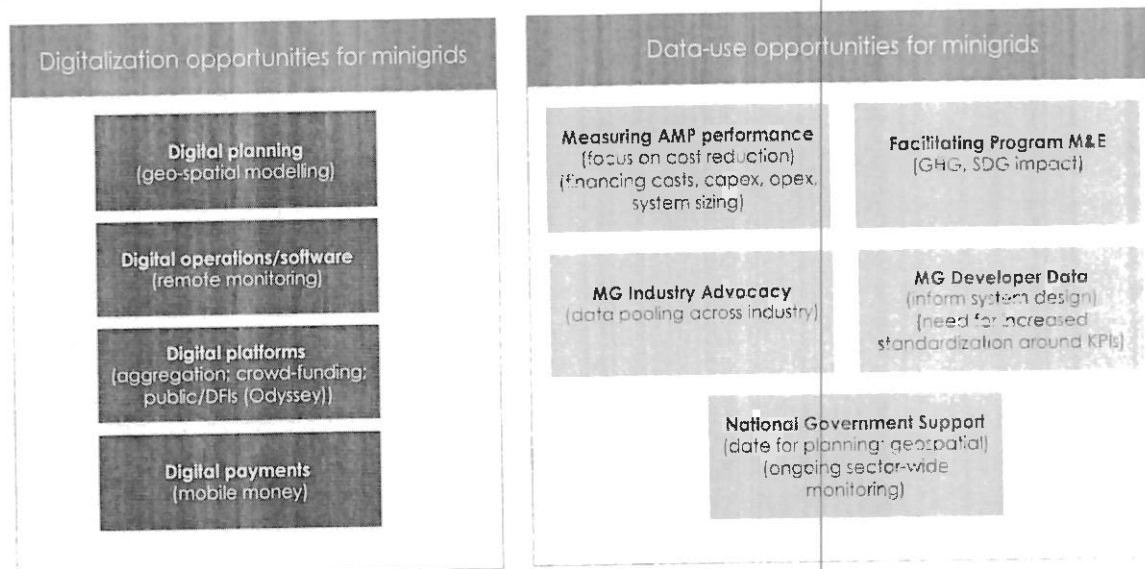 Digitalization opportunities for minigrids
Digital planning
(geo-spatial modelling)
Digital operations/software
(remote monitoring)
Digital platforms
(aggregation; crowd-funding;
public/DFIs (Odyssey))
Digital payments
(mobile money)
Data-use opportunities for minigrids
Measuring AMP performance
(focus on cost reduction)
(financing costs, capex, opex,
system sizing)
Facilitating Program M&E
(GHG, SDG impact)
MG Industry Advocacy
(data pooling across industry)
MG Developer Data
(inform system design)
(need for increased
standardization around KPIs)
National Government Support
(date for planning: geospatial)
(ongoing sector-wide
monitoring)